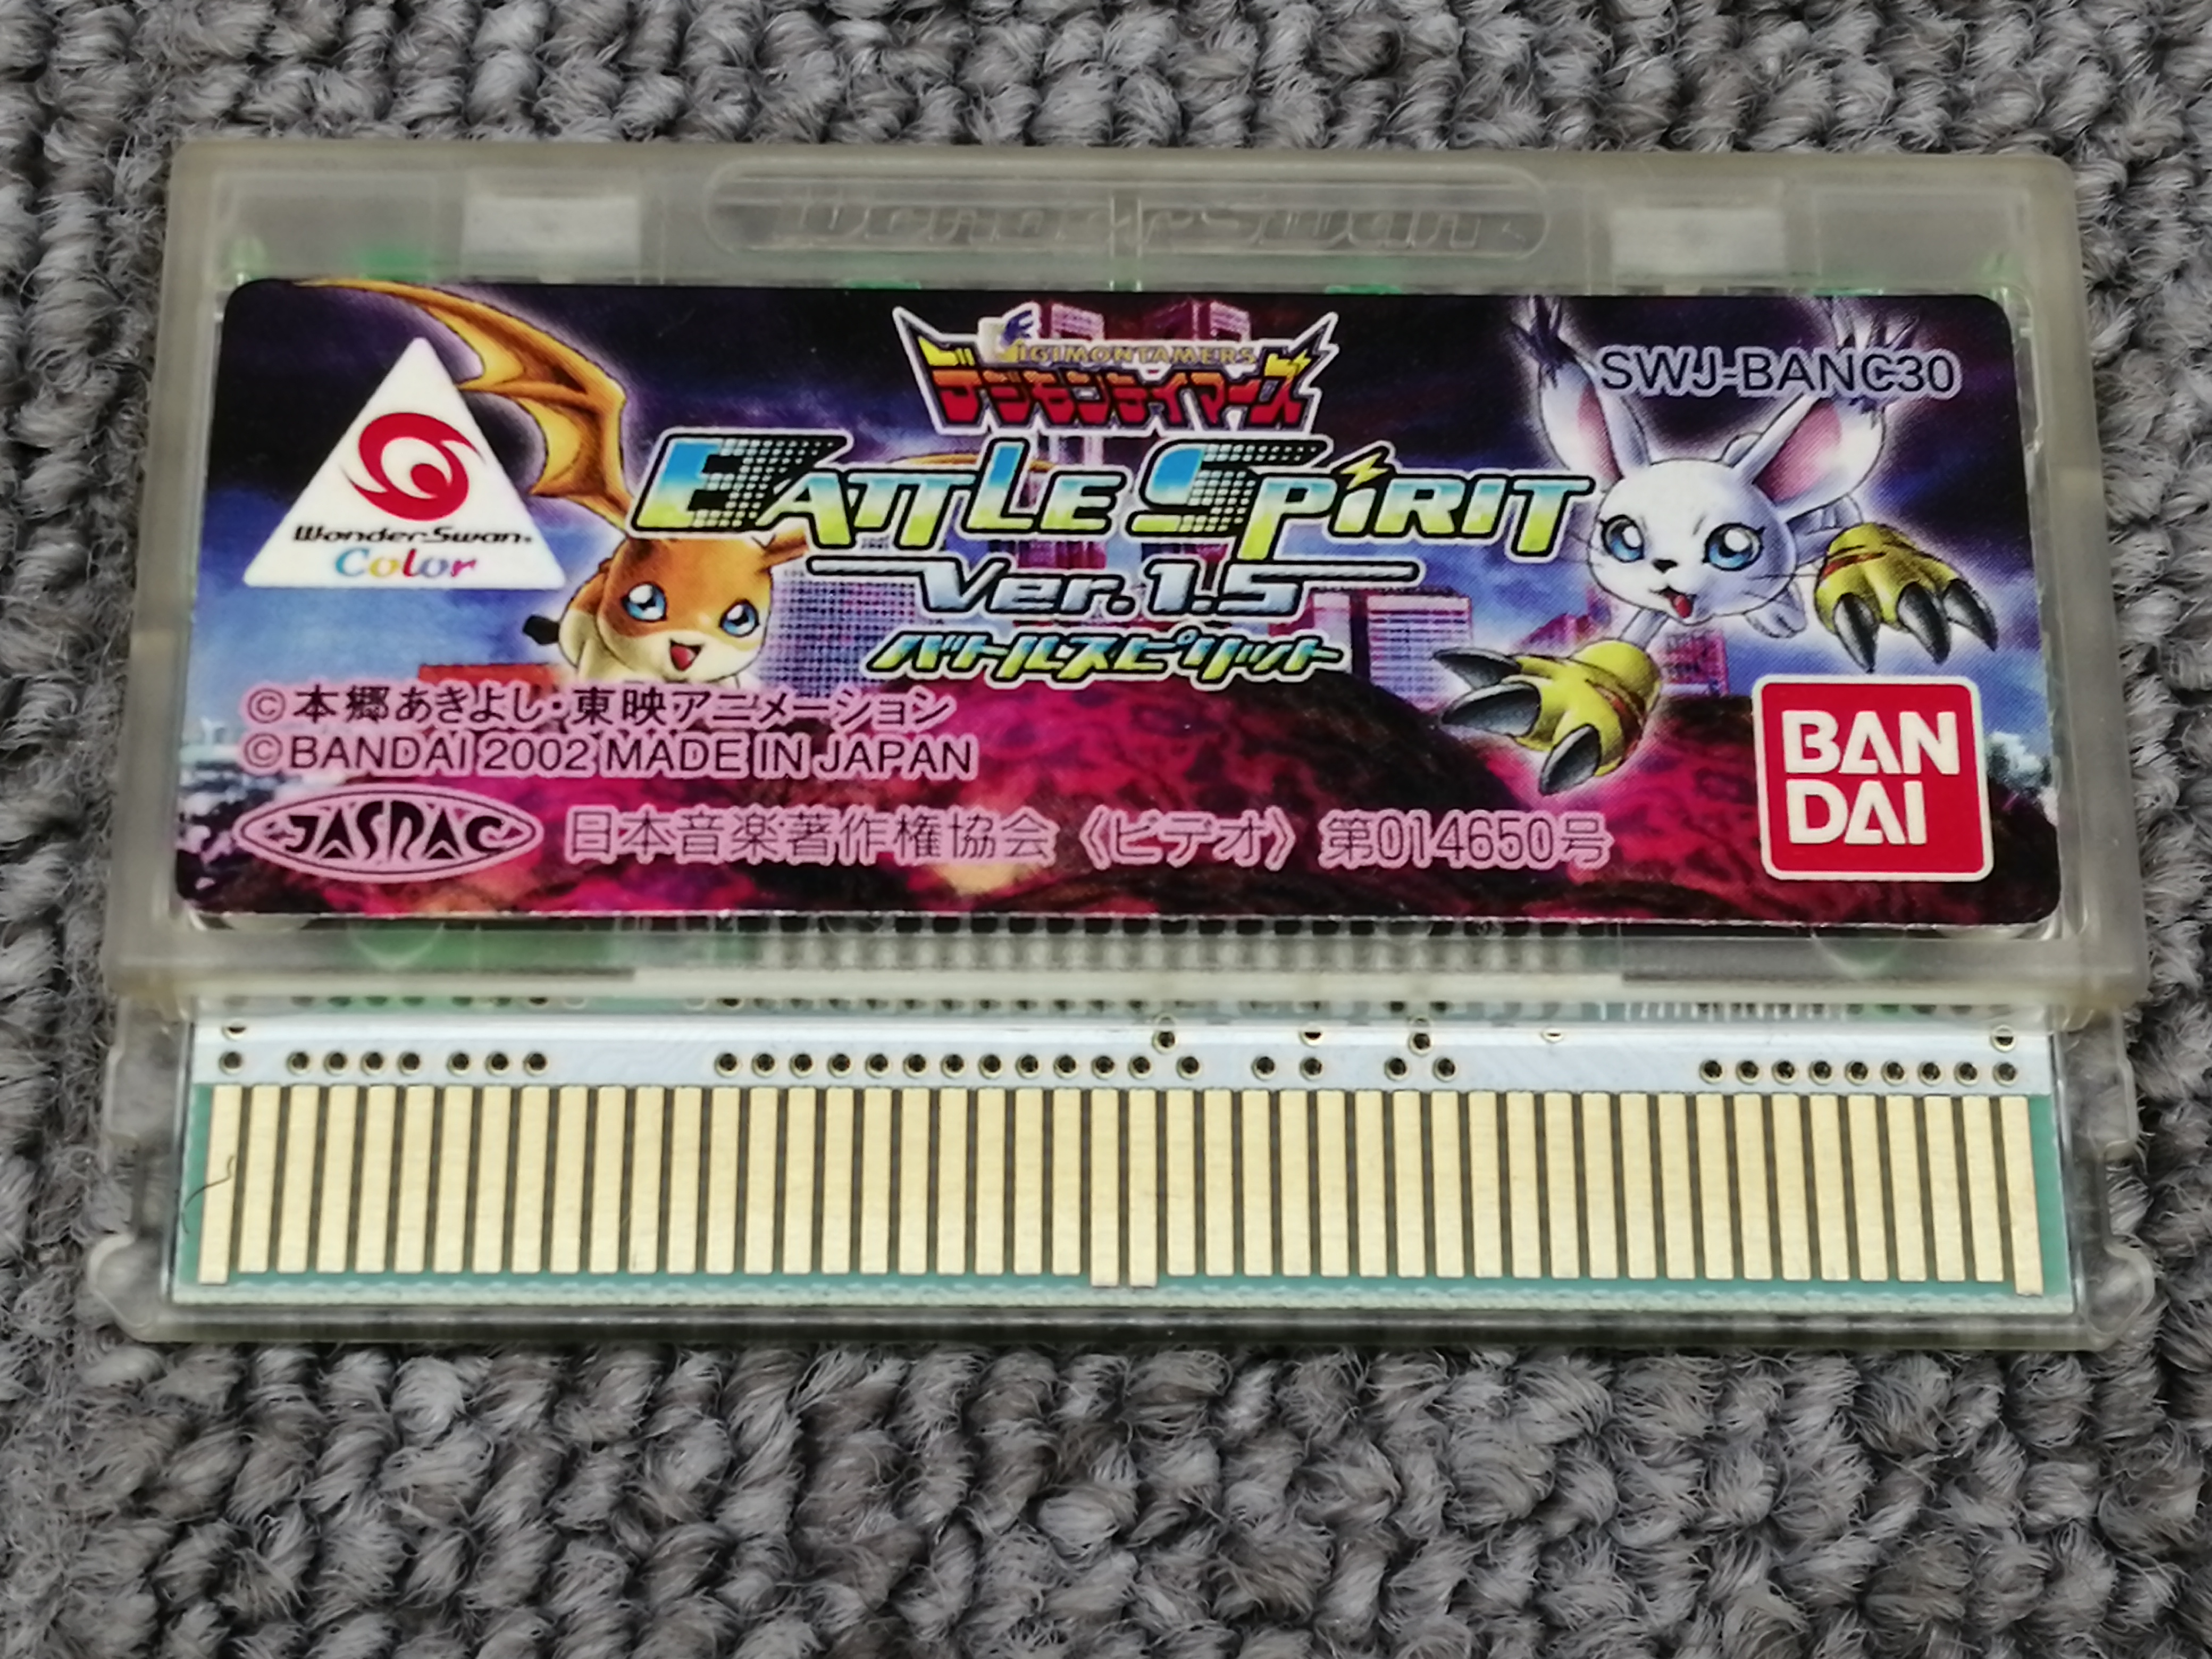 WonderSwan
DIGIMONTAMERS
デジモンテイマーズ
SWJ-BANC30
BATTLE SPIRIT
Ver.1.5
バトルスピリット
WonderSwan
Color
©本郷あきよし・東映アニメーション
©BANDAI 2002 MADE IN JAPAN
JASRAC 日本音楽著作権協会〈ビデオ〉第014650号
BAN
DAI